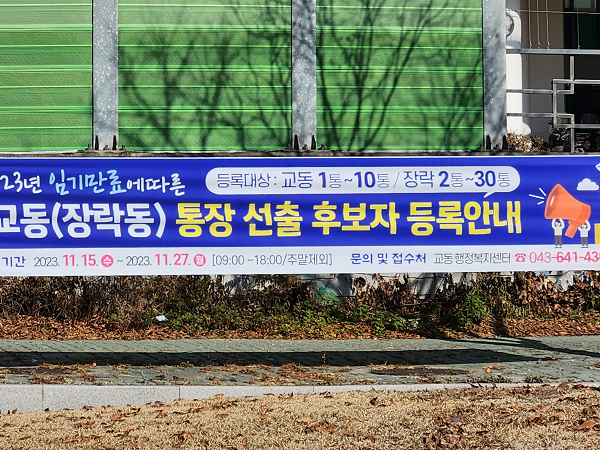 23년 임기만료에따른 등록대상 : 교동 1통~10통 / 장락 2통~30통
교동(장락동) 통장 선출 후보자 등록안내
기간 2023. 11.15.(수) ~ 2023. 11.27.(월) [09:00 ~18:00/주말제외] 문의 및 접수처 교동행정복지센터 ☎ 043-641-43